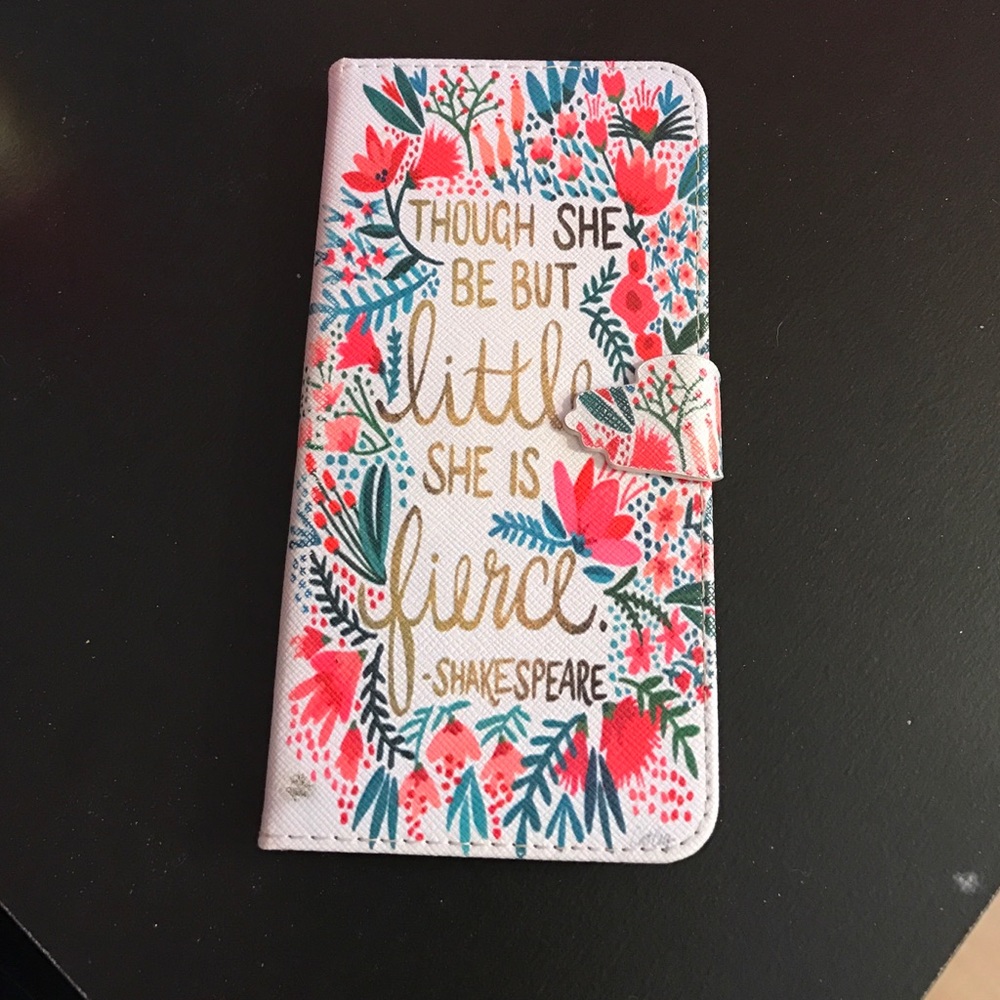 THOUGH SHE
BE BUT
little
SHE IS
fierce.
-SHAKESPEARE